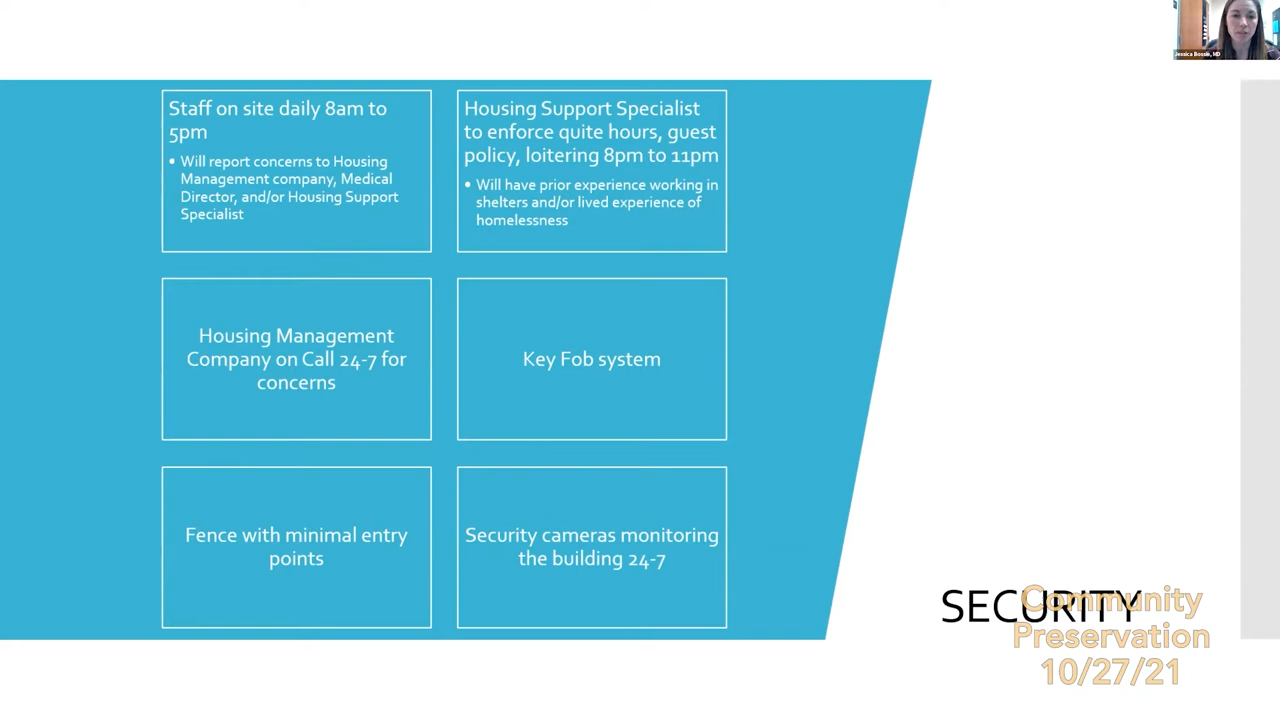 Jessica Bossie, MD
Staff on site daily 8am to
5pm
• Will report concerns to Housing
Management company, Medical
Director, and/or Housing Support
Specialist
Housing Support Specialist
to enforce quite hours, guest
policy, loitering 8pm to 11pm
• Will have prior experience working in
shelters and/or lived experience of
homelessness
Housing Management
Company on Call 24-7 for
concerns
Key Fob system
Fence with minimal entry
points
Security cameras monitoring
the building 24-7
SECURITY
Community
Preservation
10/27/21